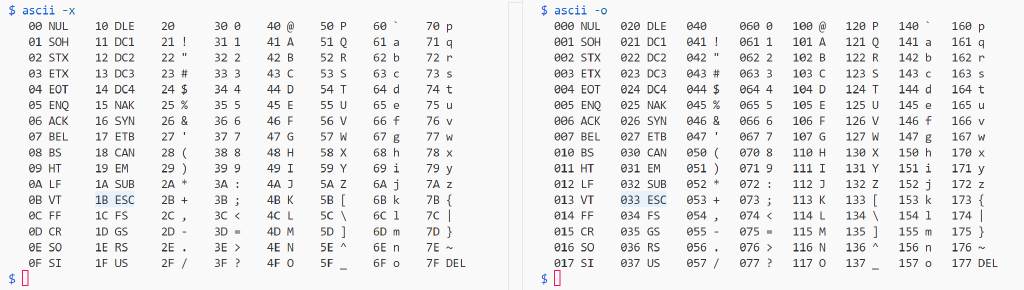 $ ascii -x
00 NUL 10 DLE 20 30 0 40 @ 50 P 60 ` 70 p
01 SOH 11 DC1 21 ! 31 1 41 A 51 Q 61 a 71 q
02 STX 12 DC2 22 " 32 2 42 B 52 R 62 b 72 r
03 ETX 13 DC3 23 # 33 3 43 C 53 S 63 c 73 s
04 EOT 14 DC4 24 $ 34 4 44 D 54 T 64 d 74 t
05 ENQ 15 NAK 25 % 35 5 45 E 55 U 65 e 75 u
06 ACK 16 SYN 26 & 36 6 46 F 56 V 66 f 76 v
07 BEL 17 ETB 27 ' 37 7 47 G 57 W 67 g 77 w
08 BS 18 CAN 28 ( 38 8 48 H 58 X 68 h 78 x
09 HT 19 EM 29 ) 39 9 49 I 59 Y 69 i 79 y
0A LF 1A SUB 2A * 3A : 4A J 5A Z 6A j 7A z
0B VT 1B ESC 2B + 3B ; 4B K 5B [ 6B k 7B {
0C FF 1C FS 2C , 3C < 4C L 5C \ 6C l 7C |
0D CR 1D GS 2D - 3D = 4D M 5D ] 6D m 7D }
0E SO 1E RS 2E . 3E > 4E N 5E ^ 6E n 7E ~
0F SI 1F US 2F / 3F ? 4F O 5F _ 6F o 7F DEL
$
$ ascii -o
000 NUL 020 DLE 040 060 0 100 @ 120 P 140 ` 160 p
001 SOH 021 DC1 041 ! 061 1 101 A 121 Q 141 a 161 q
002 STX 022 DC2 042 " 062 2 102 B 122 R 142 b 162 r
003 ETX 023 DC3 043 # 063 3 103 C 123 S 143 c 163 s
004 EOT 024 DC4 044 $ 064 4 104 D 124 T 144 d 164 t
005 ENQ 025 NAK 045 % 065 5 105 E 125 U 145 e 165 u
006 ACK 026 SYN 046 & 066 6 106 F 126 V 146 f 166 v
007 BEL 027 ETB 047 ' 067 7 107 G 127 W 147 g 167 w
010 BS 030 CAN 050 ( 070 8 110 H 130 X 150 h 170 x
011 HT 031 EM 051 ) 071 9 111 I 131 Y 151 i 171 y
012 LF 032 SUB 052 * 072 : 112 J 132 Z 152 j 172 z
013 VT 033 ESC 053 + 073 ; 113 K 133 [ 153 k 173 {
014 FF 034 FS 054 , 074 < 114 L 134 \ 154 l 174 |
015 CR 035 GS 055 - 075 = 115 M 135 ] 155 m 175 }
016 SO 036 RS 056 . 076 > 116 N 136 ^ 156 n 176 ~
017 SI 037 US 057 / 077 ? 117 O 137 _ 157 o 177 DEL
$